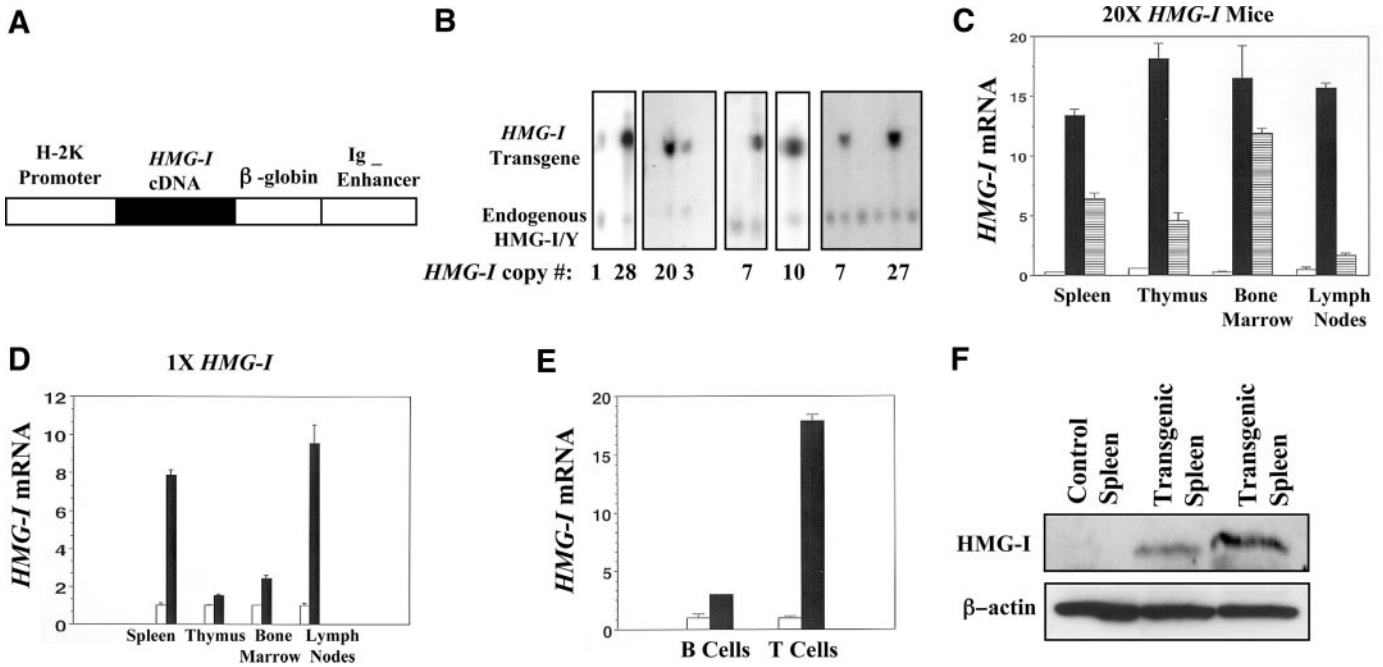 A
H-2K
Promoter
HMG-I
cDNA
β -globin
Ig _
Enhancer
B
HMG-I
Transgene
Endogenous
HMG-I/Y
HMG-I copy #: 1 28 20 3 7 10 7 27
C
20X HMG-I Mice
HMG-I mRNA
20
15
10
5
0
Spleen
Thymus
Bone
Marrow
Lymph
Nodes
D
1X HMG-I
HMG-I mRNA
12
10
8
6
4
2
0
Spleen
Thymus
Bone
Marrow
Lymph
Nodes
E
HMG-I mRNA
20
15
10
5
0
B Cells
T Cells
F
Control
Spleen
Transgenic
Spleen
Transgenic
Spleen
HMG-I
β–actin